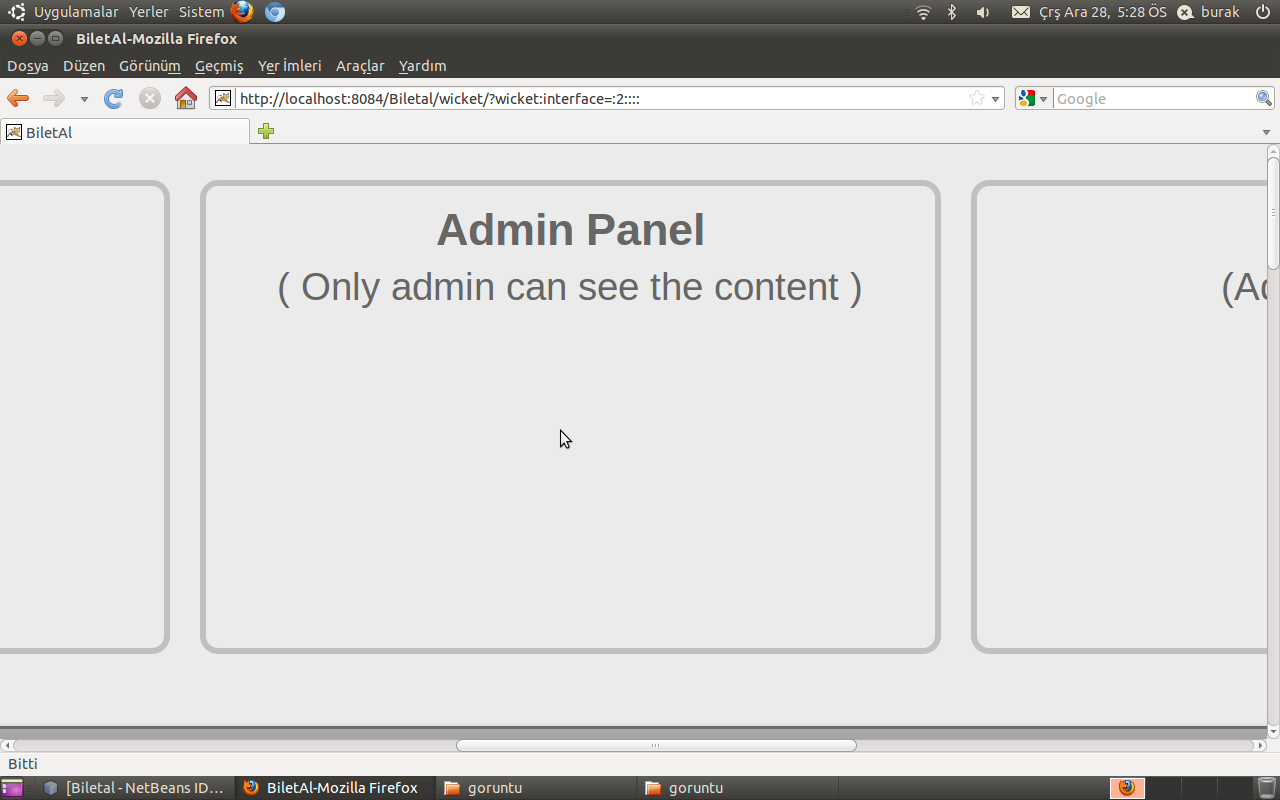 Uygulamalar Yerler Sistem Çrş Ara 28, 5:28 ÖS burak
BiletAl-Mozilla Firefox
Dosya Düzen Görünüm Geçmiş Yer İmleri Araçlar Yardım
http://localhost:8084/Biletal/wicket/?wicket:interface=:2:::: Google
BiletAl
Admin Panel
( Only admin can see the content )
Bitti
[Biletal - NetBeans ID... BiletAl-Mozilla Firefox goruntu goruntu